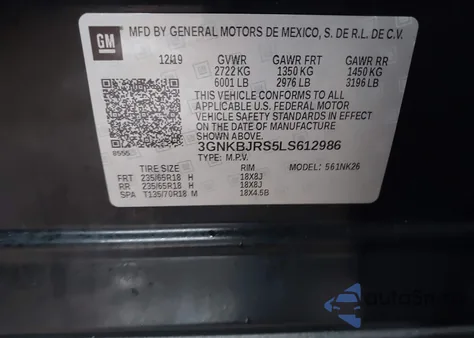 GM
MFD BY GENERAL MOTORS DE MEXICO, S. DE R.L. DE C.V.
12/19 GVWR GAWR FRT GAWR RR
2722 KG 1350 KG 1450 KG
6001 LB 2976 LB 3196 LB
THIS VEHICLE CONFORMS TO ALL
APPLICABLE U.S. FEDERAL MOTOR
VEHICLE SAFETY STANDARDS IN EFFECT
ON THE DATE OF MANUFACTURE
SHOWN ABOVE.
3GNKBJRS5LS612986
TYPE: M.P.V.
8556
TIRE SIZE RIM 561NK26
FRT 235/65R18 H 18X8J
RR 235/65R18 H 18X8J
SPA T135/70R18 M 18X4.5B